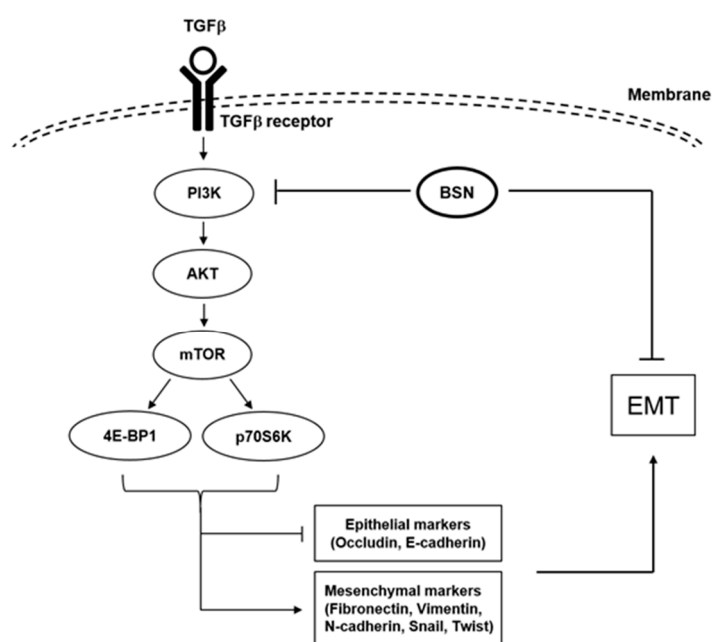 TGFβ
Membrane
TGFβ receptor
PI3K
BSN
AKT
mTOR
EMT
4E-BP1
p70S6K
Epithelial markers
(Occludin, E-cadherin)
Mesenchymal markers
(Fibronectin, Vimentin,
N-cadherin, Snail, Twist)